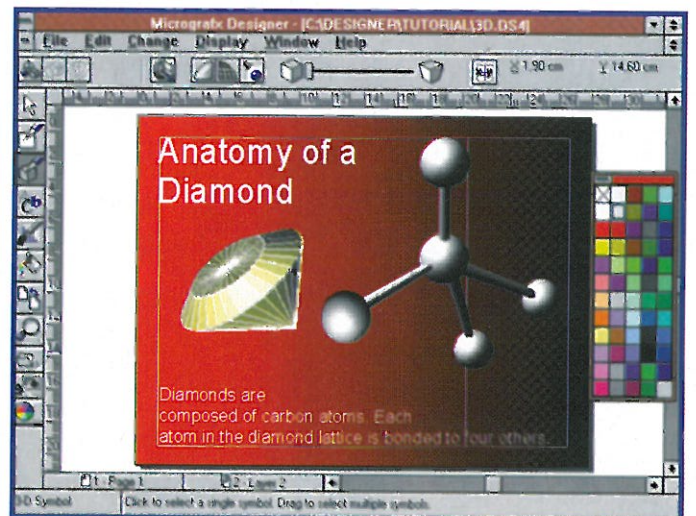 Micrografx Designer - [C:\DESIGNER\TUTORIAL\3D.DS4]
File Edit Change Display Window Help
x-y X 1.90 cm Y 14.60 cm
Anatomy of a
Diamond
Diamonds are
composed of carbon atoms. Each
atom in the diamond lattice is bonded to four others.
1: Page 1 2: Layer 2
3-D Symbol Click to select a single symbol. Drag to select multiple symbols.